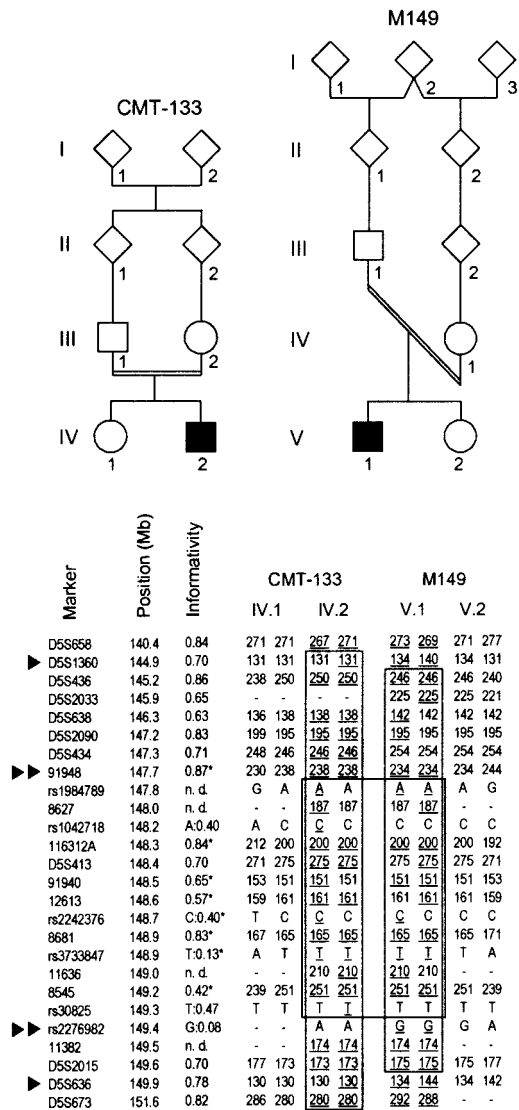 M149
I
1
2
3
CMT-133
I
1
2
II
1
2
II
1
2
III
1
2
III
1
2
IV
1
IV
1
2
V
1
2
Marker Position (Mb) Informativity CMT-133 M149
IV.1 IV.2 V.1 V.2
D5S658 140.4 0.84 271 271 267 271 273 269 271 277
D5S1360 144.9 0.70 131 131 131 131 134 140 134 131
D5S436 145.2 0.86 238 250 250 250 246 246 246 240
D5S2033 145.9 0.65 - - - - 225 225 225 221
D5S638 146.3 0.63 136 138 138 138 142 142 142 142
D5S2090 147.2 0.83 199 195 195 195 195 195 195 195
D5S434 147.3 0.71 248 246 246 246 254 254 254 254
91948 147.7 0.87* 230 238 238 238 234 234 234 244
rs1984789 147.8 n. d. G A A A A A A G
8627 148.0 n. d. - - 187 187 187 187 - -
rs1042718 148.2 A:0.40 A C C C C C C C
116312A 148.3 0.84* 212 200 200 200 200 200 200 192
D5S413 148.4 0.70 271 275 275 275 275 275 275 271
91940 148.5 0.65* 153 151 151 151 151 151 151 153
12613 148.6 0.57* 159 161 161 161 161 161 161 159
rs2242376 148.7 C:0.40* T C C C C C C C
8681 148.9 0.83* 167 165 165 165 165 165 165 171
rs3733847 148.9 T:0.13* A T T T T T T A
11636 149.0 n. d. - - 210 210 210 210 - -
8545 149.2 0.42* 239 251 251 251 251 251 251 239
rs30825 149.3 T:0.47 T T T T T T T T
rs2276982 149.4 G:0.08 - - A A G G G A
11382 149.5 n. d. - - 174 174 174 174 - -
D5S2015 149.6 0.70 177 173 173 173 175 175 175 177
D5S636 149.9 0.78 130 130 130 130 134 144 134 142
D5S673 151.6 0.82 286 280 280 280 292 288 - -